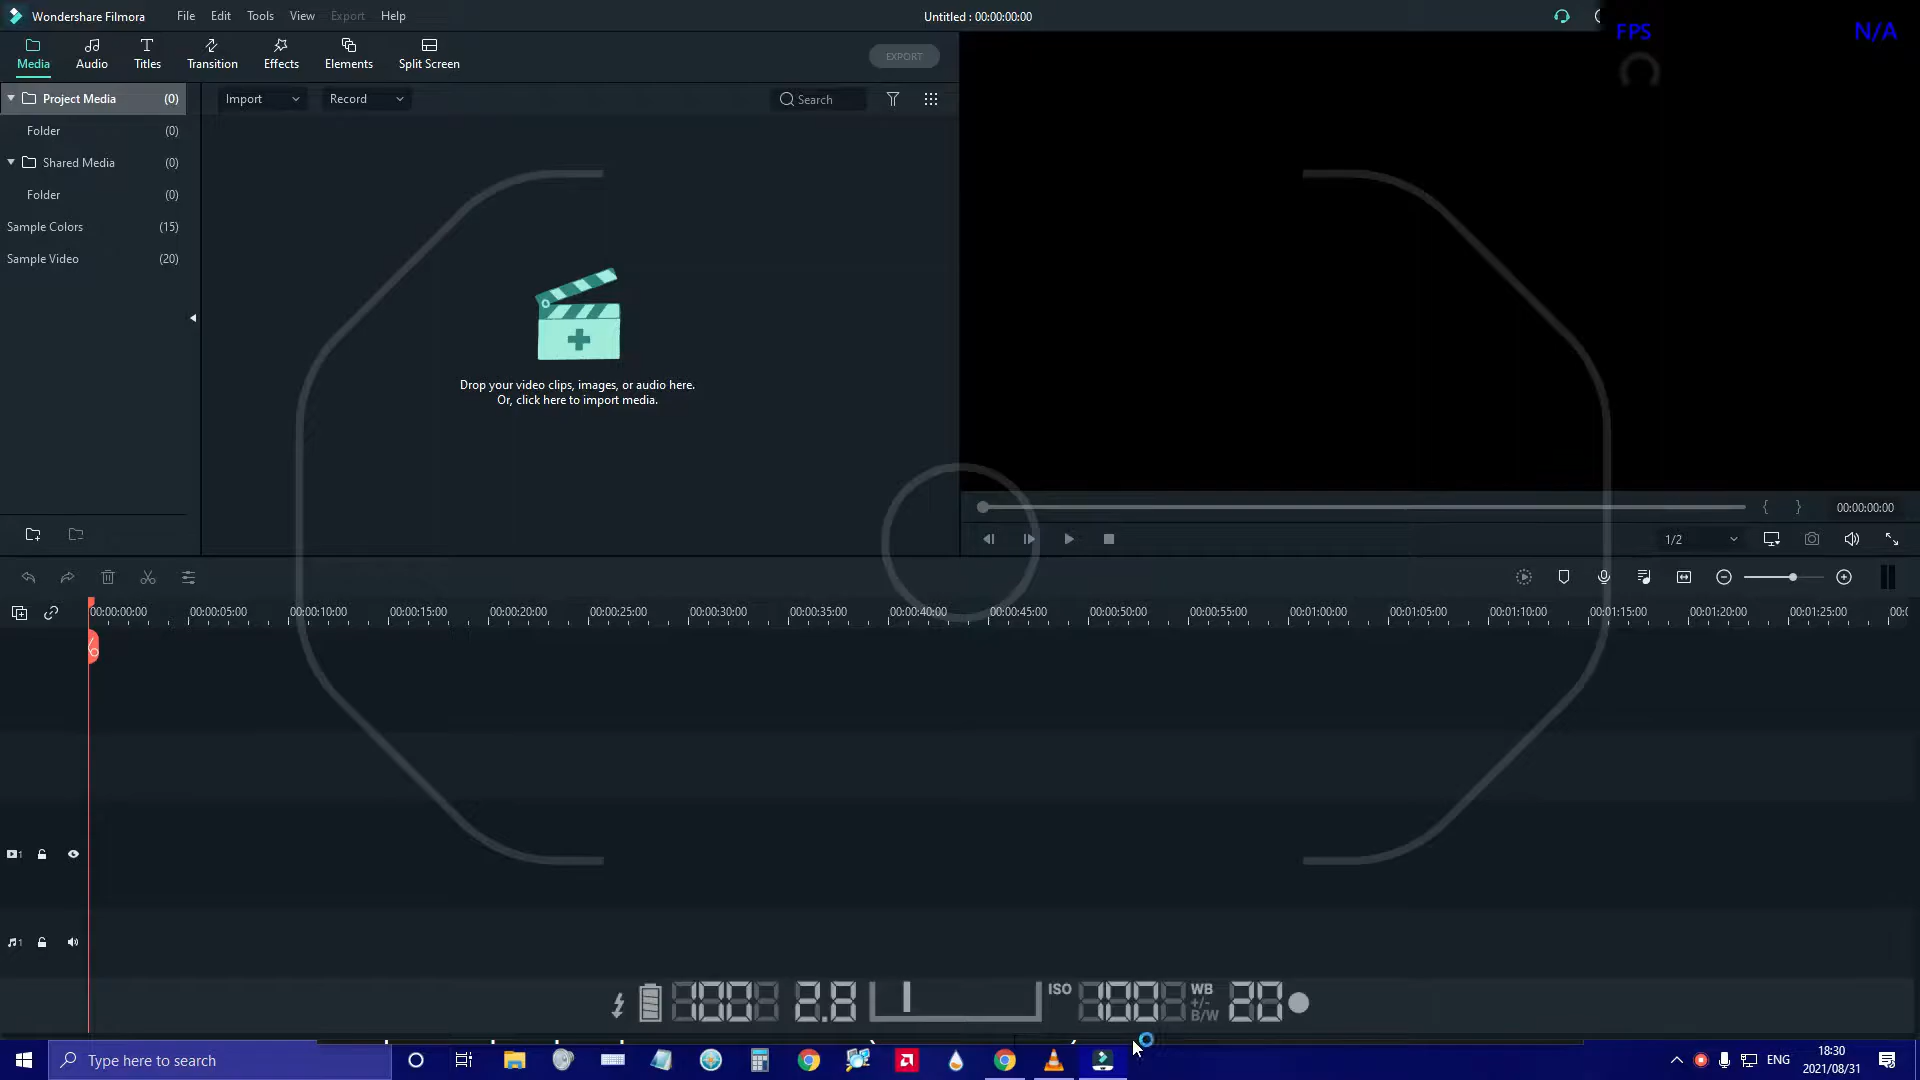 Wondershare Filmora File Edit Tools View Export Help Untitled : 00:00:00:00
FPS N/A
Media Audio Titles Transition Effects Elements Split Screen EXPORT
Project Media (0) Import Record Search
Folder (0)
Shared Media (0)
Folder (0)
Sample Colors (15)
Sample Video (20)
Drop your video clips, images, or audio here.
Or, click here to import media.
{ } 00:00:00:00
1/2
00:00:00:00 00:00:05:00 00:00:10:00 00:00:15:00 00:00:20:00 00:00:25:00 00:00:30:00 00:00:35:00 00:00:40:00 00:00:45:00 00:00:50:00 00:00:55:00 00:01:00:00 00:01:05:00 00:01:10:00 00:01:15:00 00:01:20:00 00:01:25:00
1
1
100 2.8 ISO 100 WB +/- B/W 20
Type here to search ENG 18:30
2021/08/31